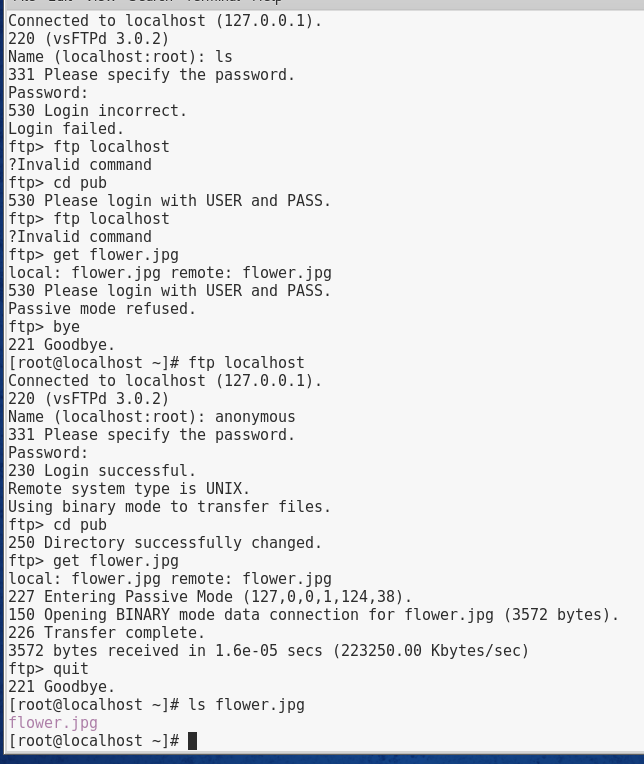 Connected to localhost (127.0.0.1).
220 (vsFTPd 3.0.2)
Name (localhost:root): ls
331 Please specify the password.
Password:
530 Login incorrect.
Login failed.
ftp> ftp localhost
?Invalid command
ftp> cd pub
530 Please login with USER and PASS.
ftp> ftp localhost
?Invalid command
ftp> get flower.jpg
local: flower.jpg remote: flower.jpg
530 Please login with USER and PASS.
Passive mode refused.
ftp> bye
221 Goodbye.
[root@localhost ~]# ftp localhost
Connected to localhost (127.0.0.1).
220 (vsFTPd 3.0.2)
Name (localhost:root): anonymous
331 Please specify the password.
Password:
230 Login successful.
Remote system type is UNIX.
Using binary mode to transfer files.
ftp> cd pub
250 Directory successfully changed.
ftp> get flower.jpg
local: flower.jpg remote: flower.jpg
227 Entering Passive Mode (127,0,0,1,124,38).
150 Opening BINARY mode data connection for flower.jpg (3572 bytes).
226 Transfer complete.
3572 bytes received in 1.6e-05 secs (223250.00 Kbytes/sec)
ftp> quit
221 Goodbye.
[root@localhost ~]# ls flower.jpg
flower.jpg
[root@localhost ~]#